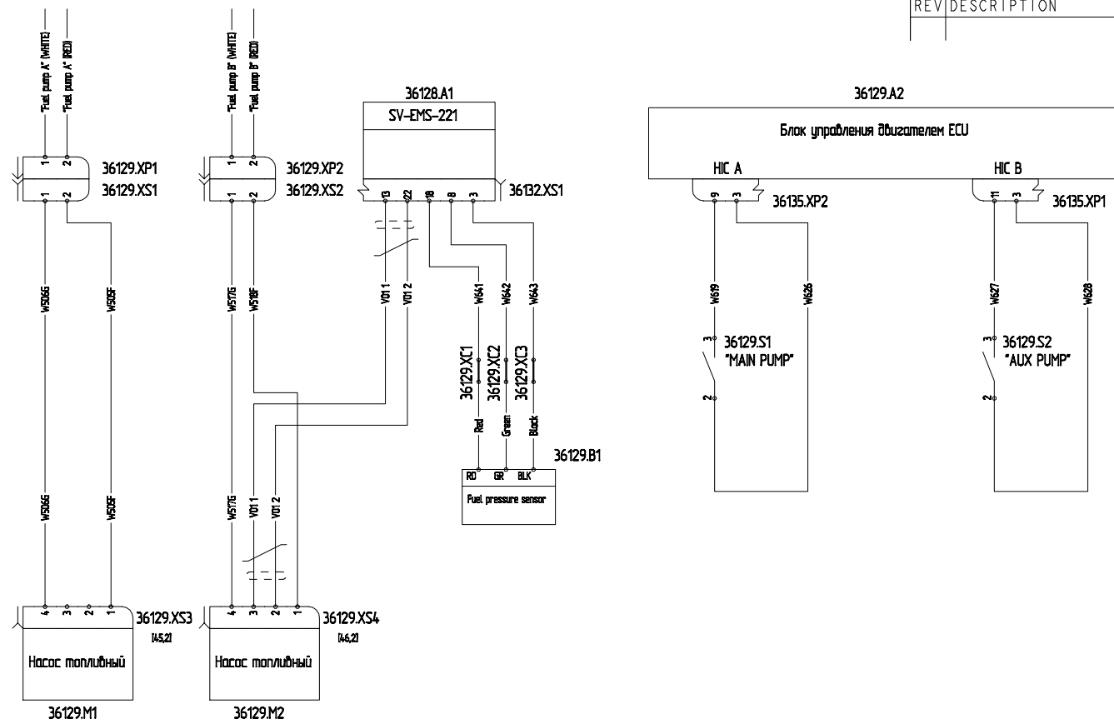 REV DESCRIPTION
"Fuel pump A" (WHITE)
"Fuel pump A" (RED)
"Fuel pump B" (WHITE)
"Fuel pump B" (RED)
36128.A1
SV-EMS-221
36129.A2
Блок управления двигателем ECU
HIC A
HIC B
1 2
36129.XP1
1 2
36129.XP2
1 2
36129.XS1
1 2
36129.XS2
13 22 18 8 3
36132.XS1
9 3
36135.XP2
11 3
36135.XP1
W506G
W505F
W517G
W518F
V01 1
V01 2
W641
W642
W643
W619
W626
W627
W628
3
36129.S1
"MAIN PUMP"
2
3
36129.S2
"AUX PUMP"
2
36129.XC1
36129.XC2
36129.XC3
Red
Green
Black
36129.B1
RD GR BLK
Fuel pressure sensor
W506G
W505F
W517G
V01 1
V01 2
4 3 2 1
36129.XS3
[45,2]
4 3 2 1
36129.XS4
[46,2]
Насос топливный
Насос топливный
36129.M1
36129.M2